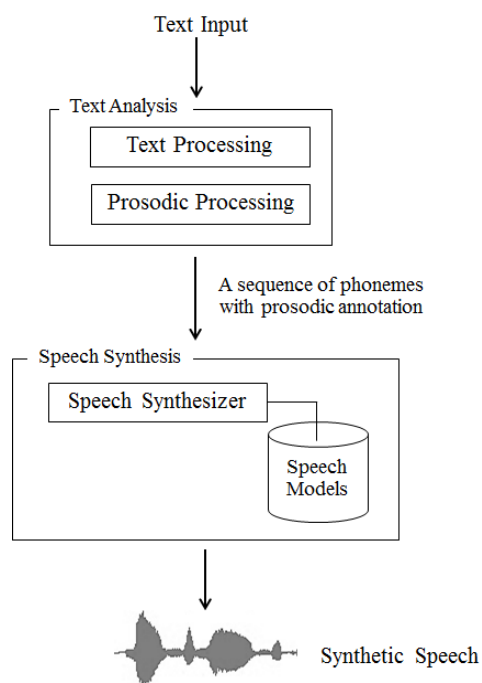 Text Input
Text Analysis
Text Processing
Prosodic Processing
A sequence of phonemes
with prosodic annotation
Speech Synthesis
Speech Synthesizer
Speech
Models
Synthetic Speech